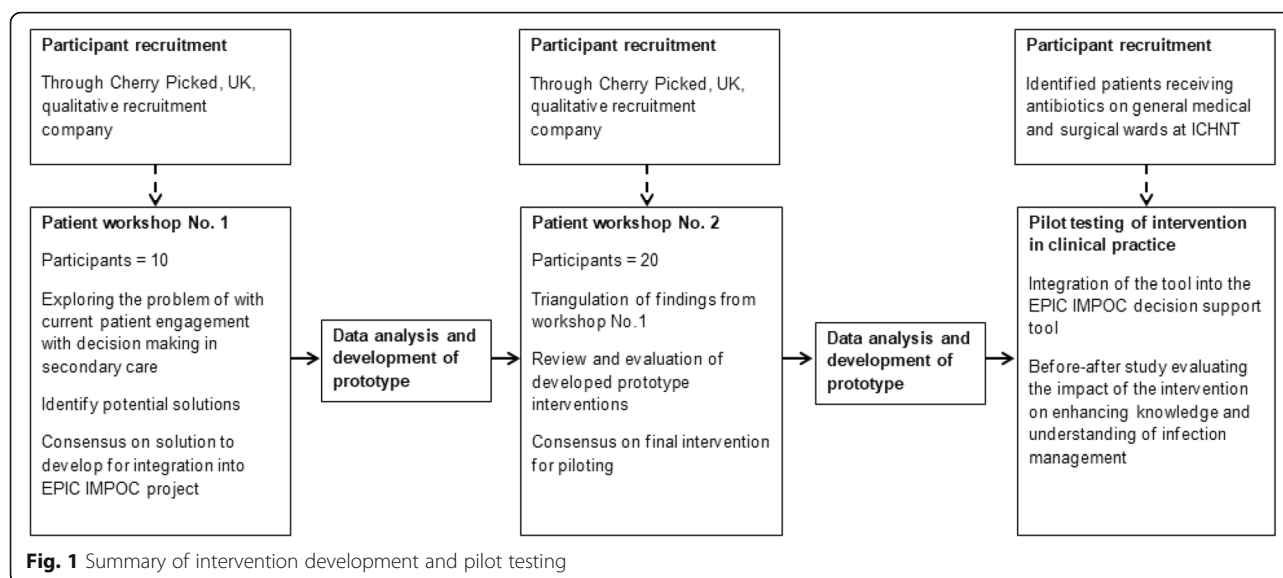 Participant recruitment
Through Cherry Picked, UK,
qualitative recruitment
company
Participant recruitment
Through Cherry Picked, UK,
qualitative recruitment
company
Participant recruitment
Identified patients receiving
antibiotics on general medical
and surgical wards at ICHNT
Patient workshop No. 1
Participants = 10
Exploring the problem of with
current patient engagement
with decision making in
secondary care
Identify potential solutions
Consensus on solution to
develop for integration into
EPIC IMPOC project
Data analysis and
development of
prototype
Patient workshop No. 2
Participants = 20
Triangulation of findings from
workshop No.1
Review and evaluation of
developed prototype
interventions
Consensus on final intervention
for piloting
Data analysis and
development of
prototype
Pilot testing of intervention
in clinical practice
Integration of the tool into the
EPIC IMPOC decision support
tool
Before-after study evaluating
the impact of the intervention
on enhancing knowledge and
understanding of infection
management
Fig. 1 Summary of intervention development and pilot testing